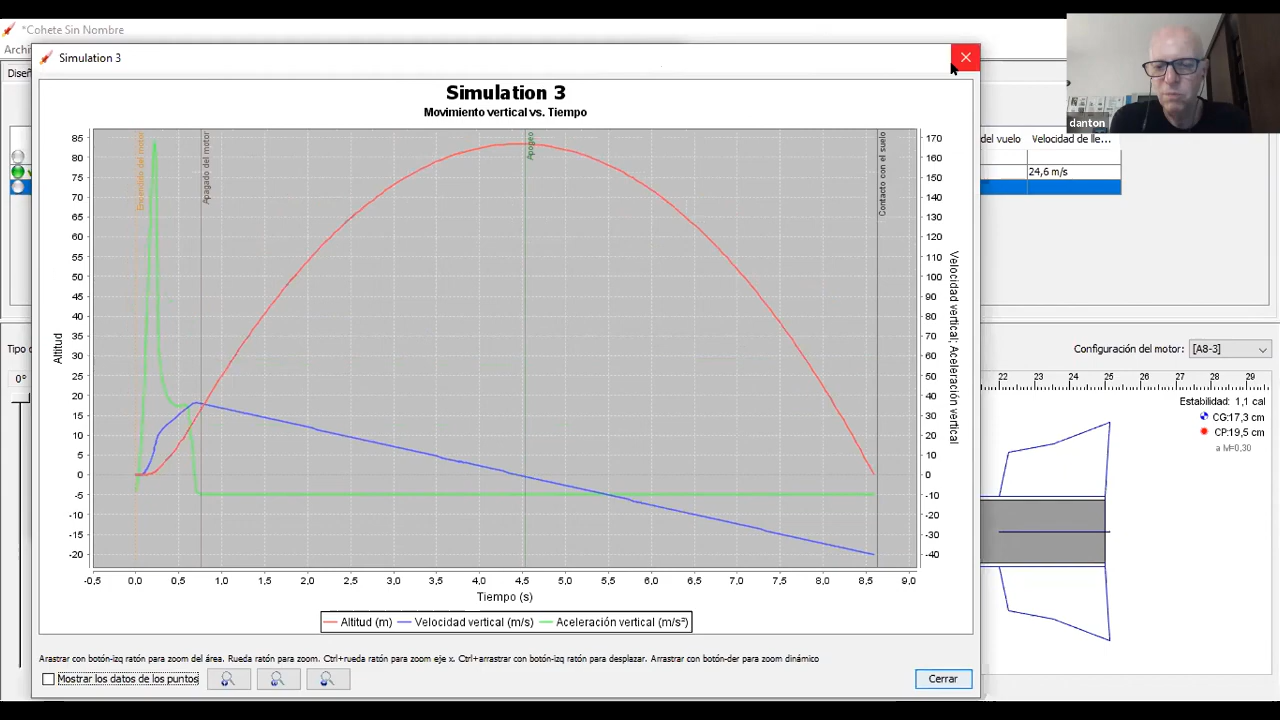 *Cohete Sin Nombre
Archi
Simulation 3
Diseñ
danton
Simulation 3
Movimiento vertical vs. Tiempo
del vuelo
Velocidad de lle...
24,6 m/s
Encendido del motor
Apagado del motor
Apogeo
Contacto con el suelo
85
80
75
70
65
60
55
50
45
40
35
30
25
20
15
10
5
0
-5
-10
-15
-20
Altitud
170
160
150
140
130
120
110
100
90
80
70
60
50
40
30
20
10
0
-10
-20
-30
-40
Velocidad vertical; Aceleración vertical
-0,5 0,0 0,5 1,0 1,5 2,0 2,5 3,0 3,5 4,0 4,5 5,0 5,5 6,0 6,5 7,0 7,5 8,0 8,5 9,0
Tiempo (s)
Altitud (m) Velocidad vertical (m/s) Aceleración vertical (m/s²)
Arrastrar con botón-izq ratón para zoom del área. Rueda ratón para zoom. Ctrl+rueda ratón para zoom eje x. Ctrl+arrastrar con botón-izq ratón para desplazar. Arrastrar botón-der para zoom dinámico
Mostrar los datos de los puntos
Cerrar
Tipo
0°
Configuración del motor: [A8-3]
22 23 24 25 26 27 28 29
Estabilidad: 1,1 cal
CG:17,3 cm
CP:19,5 cm
a M=0,30